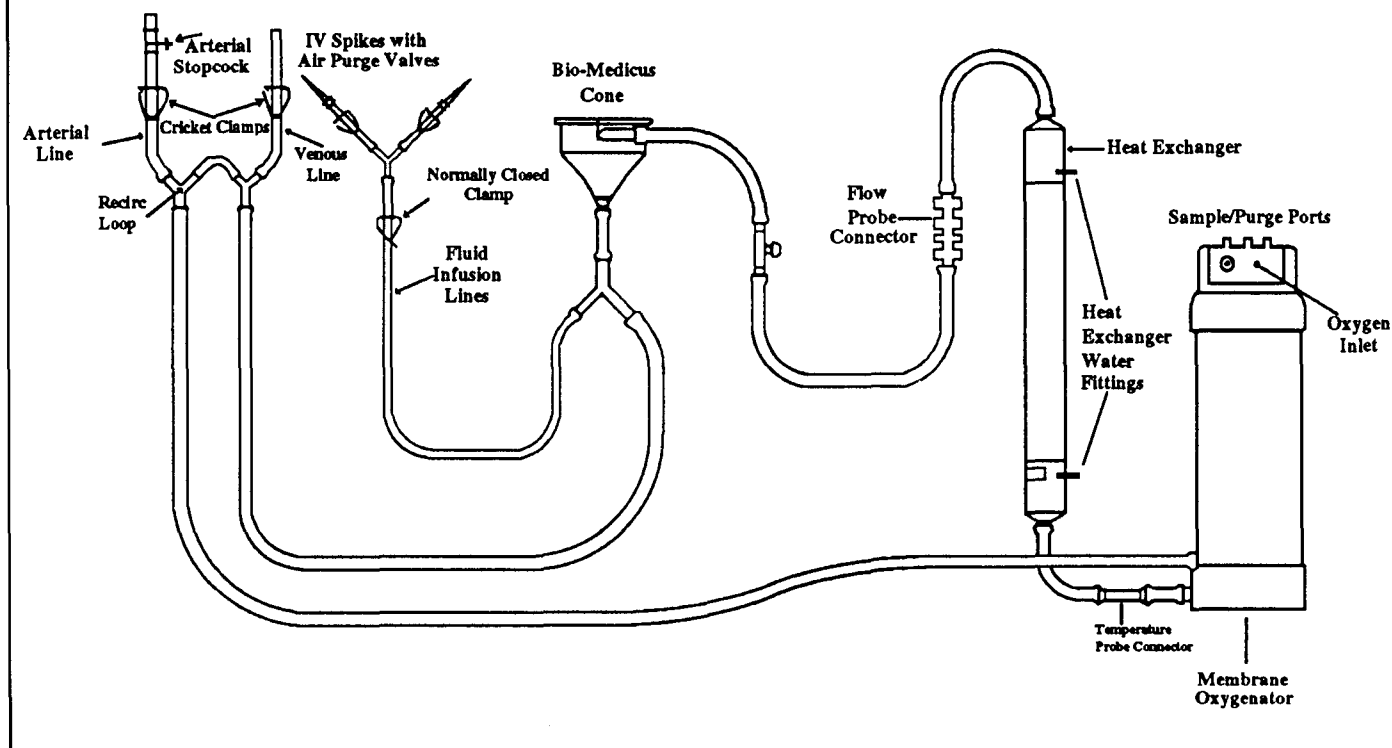 Arterial
Stopcock
IV Spikes with
Air Purge Valves
Bio-Medicus
Cone
Arterial
Line
Cricket Clamps
Venous
Line
Normally Closed
Clamp
Recirc
Loop
Fluid
Infusion
Lines
Flow
Probe
Connector
Heat Exchanger
Sample/Purge Ports
Heat
Exchanger
Water
Fittings
Oxygen
Inlet
Temperature
Probe Connector
Membrane
Oxygenator